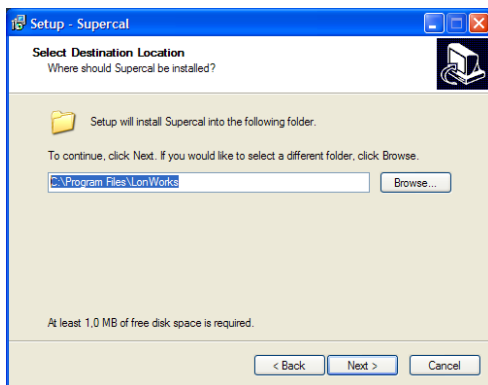 Setup - Supercal
Select Destination Location
Where should Supercal be installed?
Setup will install Supercal into the following folder.
To continue, click Next. If you would like to select a different folder, click Browse.
C:\Program Files\LonWorks
Browse...
At least 1,0 MB of free disk space is required.
< Back
Next >
Cancel